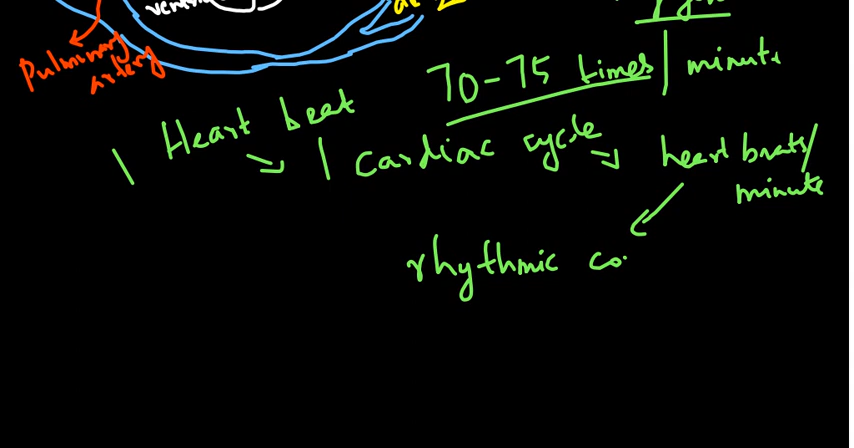 Pulmonary
artery
70-75 times | minute
1 Heart beat → 1 cardiac cycle → heart beats/
minute
rhythmic co